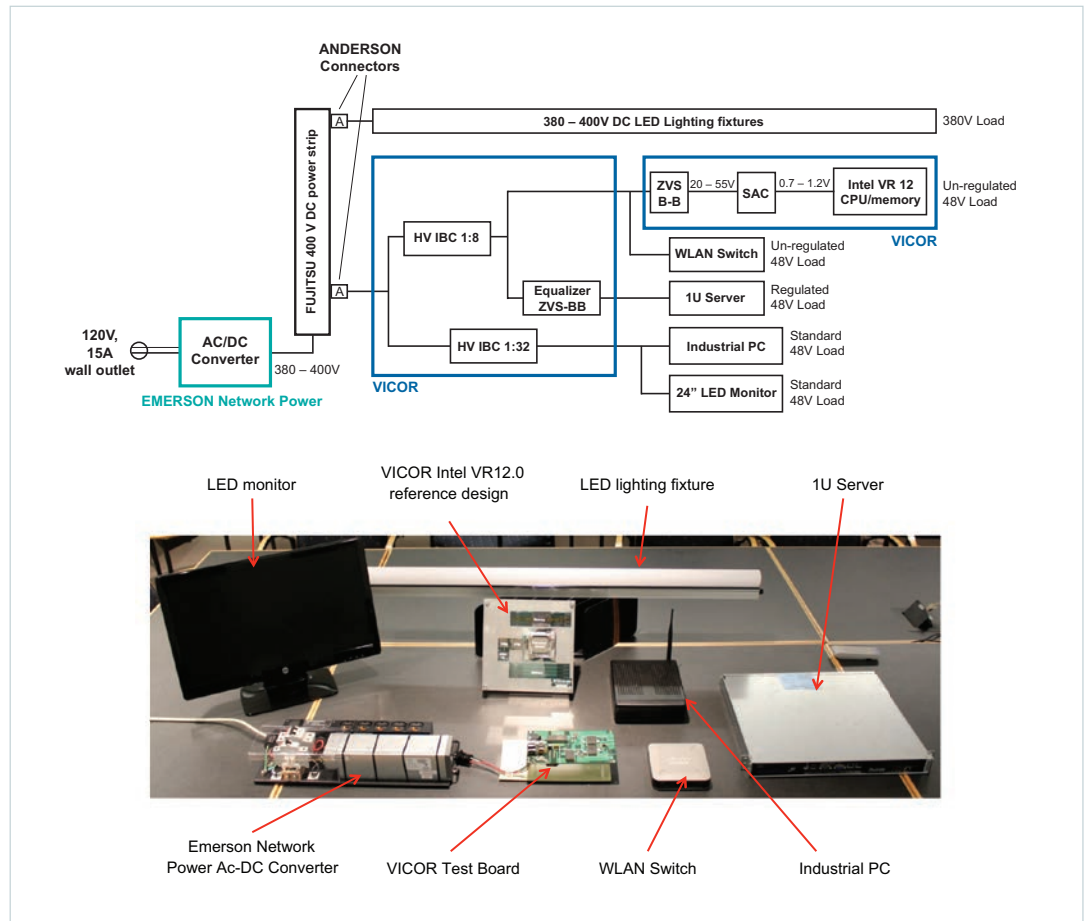 ANDERSON
Connectors
FUJITSU 400 V DC power strip
A
380 – 400V DC LED Lighting fixtures
380V Load
ZVS
B-B
20 – 55V
SAC
0.7 – 1.2V
Intel VR 12
CPU/memory
Un-regulated
48V Load
VICOR
HV IBC 1:8
WLAN Switch
Un-regulated
48V Load
A
Equalizer
ZVS-BB
1U Server
Regulated
48V Load
120V,
15A
wall outlet
AC/DC
Converter
380 – 400V
EMERSON Network Power
HV IBC 1:32
VICOR
Industrial PC
Standard
48V Load
24” LED Monitor
Standard
48V Load
LED monitor
VICOR Intel VR12.0
reference design
LED lighting fixture
1U Server
Emerson Network
Power Ac-DC Converter
VICOR Test Board
WLAN Switch
Industrial PC